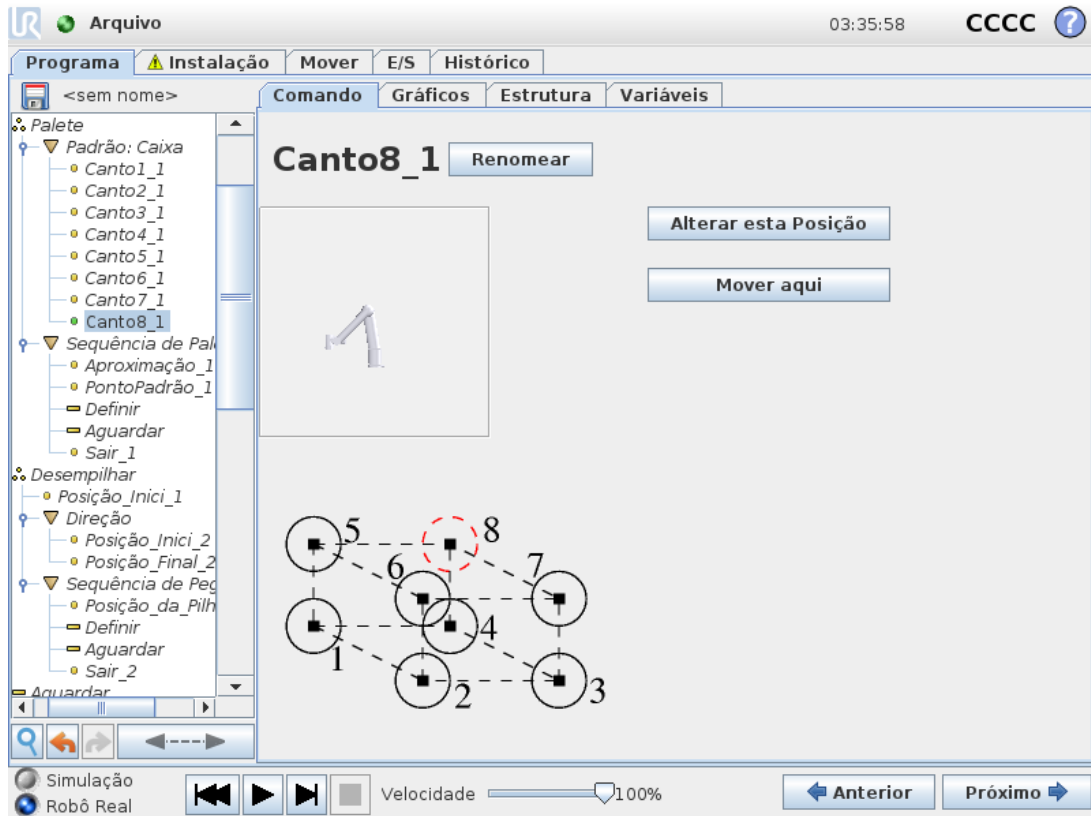 UR Arquivo 03:35:58 CCCC ?
Programa Instalação Mover E/S Histórico
<sem nome> Comando Gráficos Estrutura Variáveis
Palete
Padrão: Caixa
Canto1_1
Canto2_1
Canto3_1
Canto4_1
Canto5_1
Canto6_1
Canto7_1
Canto8_1
Sequência de Pal
Aproximação_1
PontoPadrão_1
Definir
Aguardar
Sair_1
Desempilhar
Posição_Inici_1
Direção
Posição_Inici_2
Posição_Final_2
Sequência de Peg
Posição_da_Pilh
Definir
Aguardar
Sair_2
Aguardar
Canto8_1 Renomear
Alterar esta Posição
Mover aqui
5 8
6 7
1 4
2 3
Simulação
Robô Real
Velocidade 100%
Anterior Próximo